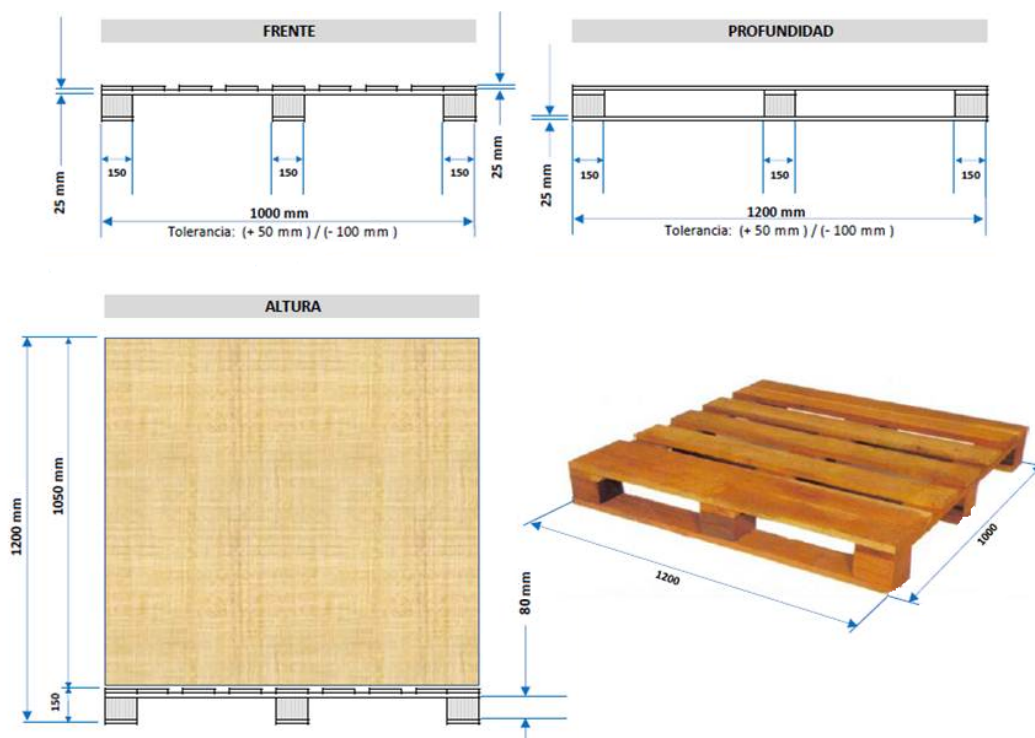 FRENTE
25 mm
150
150
150
25 mm
1000 mm
Tolerancia: (+ 50 mm ) / (- 100 mm )
PROFUNDIDAD
25 mm
150
150
150
1200 mm
Tolerancia: (+ 50 mm ) / (- 100 mm )
ALTURA
1200 mm
1050 mm
150
80 mm
1200
1000